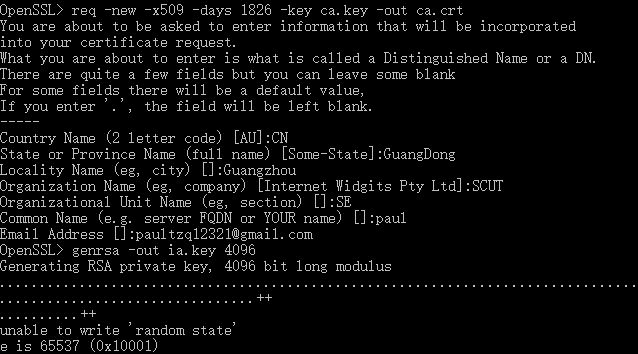 OpenSSL> req -new -x509 -days 1826 -key ca.key -out ca.crt
You are about to be asked to enter information that will be incorporated
into your certificate request.
What you are about to enter is what is called a Distinguished Name or a DN.
There are quite a few fields but you can leave some blank
For some fields there will be a default value,
If you enter '.', the field will be left blank.
-----
Country Name (2 letter code) [AU]:CN
State or Province Name (full name) [Some-State]:GuangDong
Locality Name (eg, city) []:Guangzhou
Organization Name (eg, company) [Internet Widgits Pty Ltd]:SCUT
Organizational Unit Name (eg, section) []:SE
Common Name (e.g. server FQDN or YOUR name) []:paul
Email Address []:paultzq12321@gmail.com
OpenSSL> genrsa -out ia.key 4096
Generating RSA private key, 4096 bit long modulus
................................................................................
................................++
..........++
unable to write 'random state'
e is 65537 (0x10001)